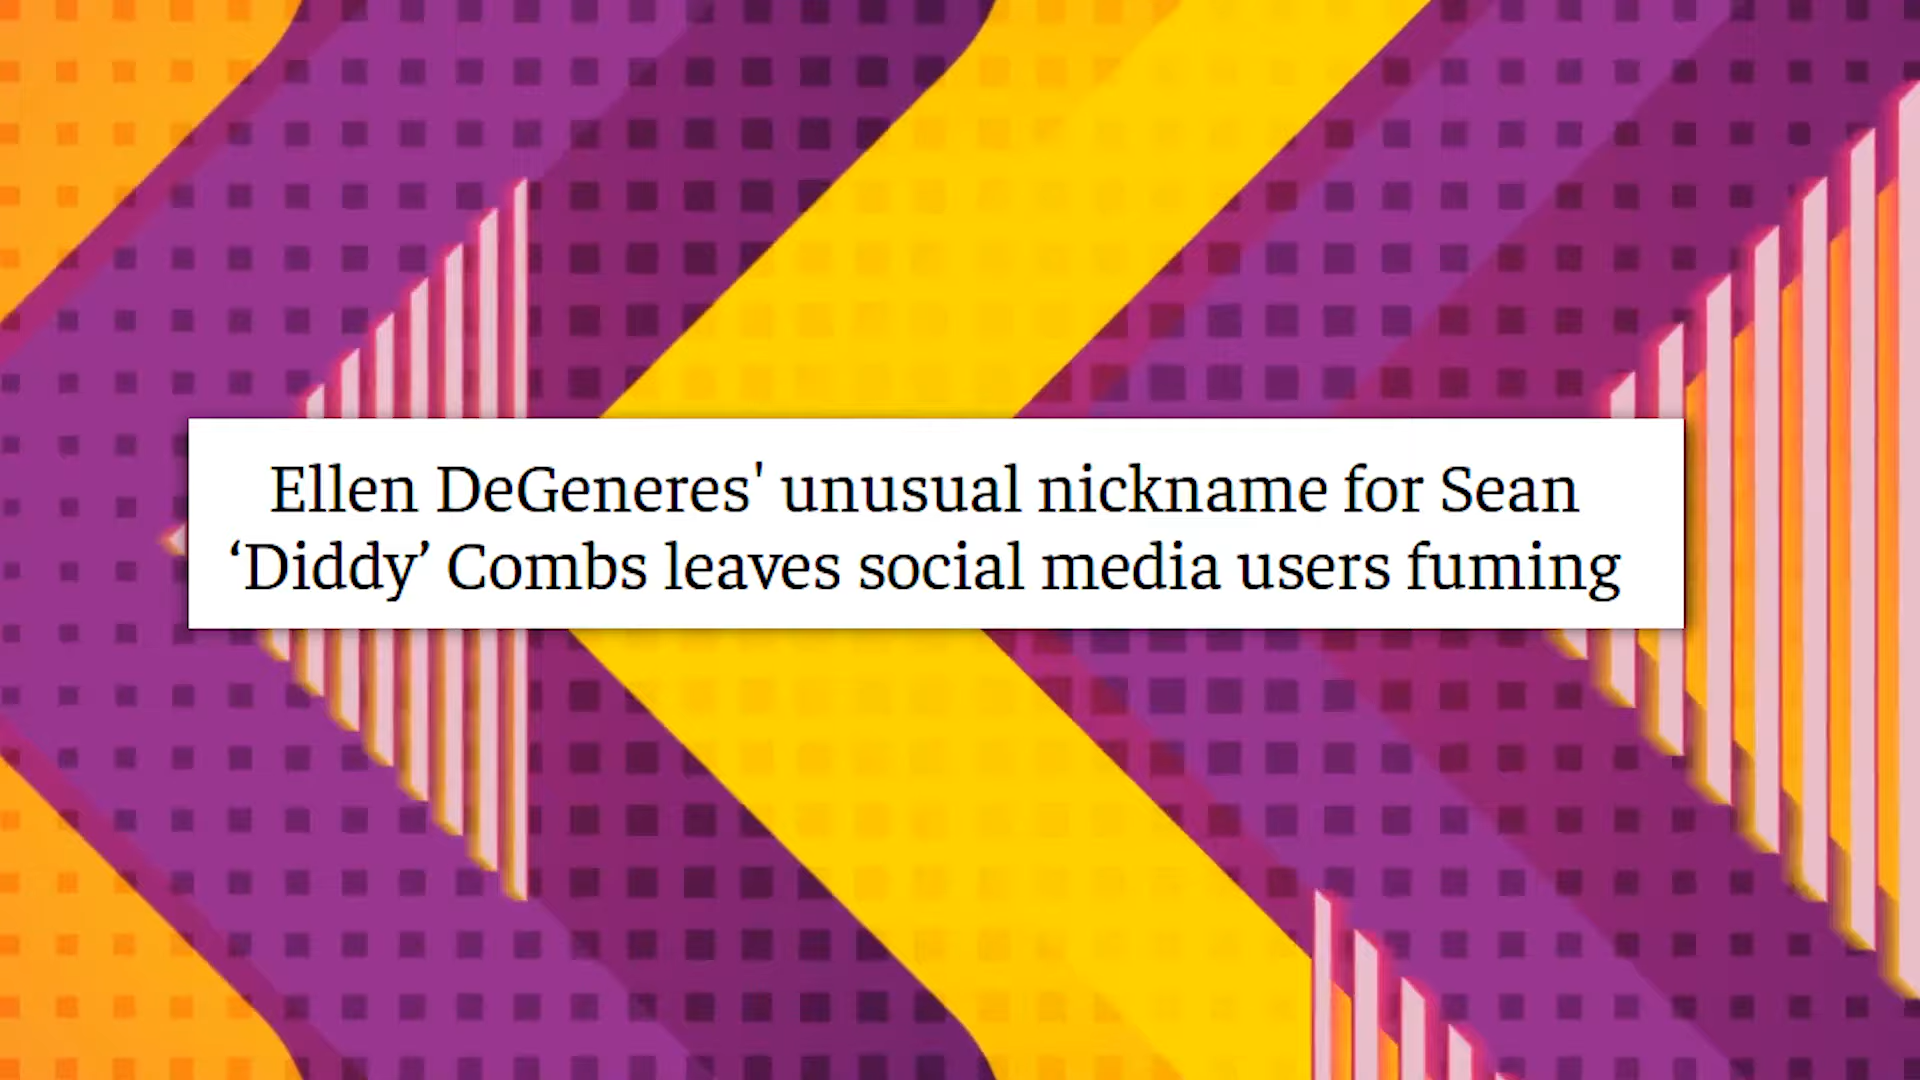 Ellen DeGeneres' unusual nickname for Sean
‘Diddy’ Combs leaves social media users fuming